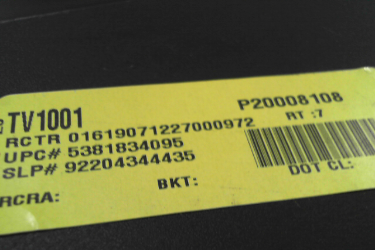 TV1001
P20008108
RCTR 01619071227000972
RT :7
UPC# 5381834095
SLP# 92204344435
BKT:
DOT CL:
RCRA: